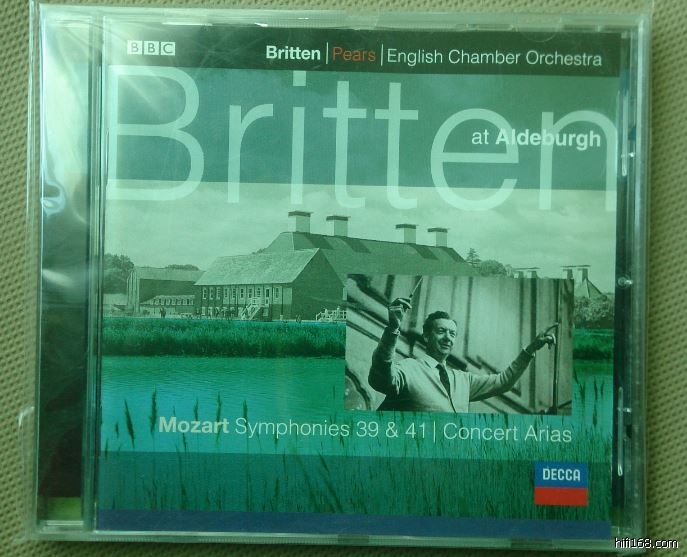 BBC
Britten | Pears | English Chamber Orchestra
Britten
at Aldeburgh
Mozart Symphonies 39 & 41 | Concert Arias
DECCA
hifi168.com